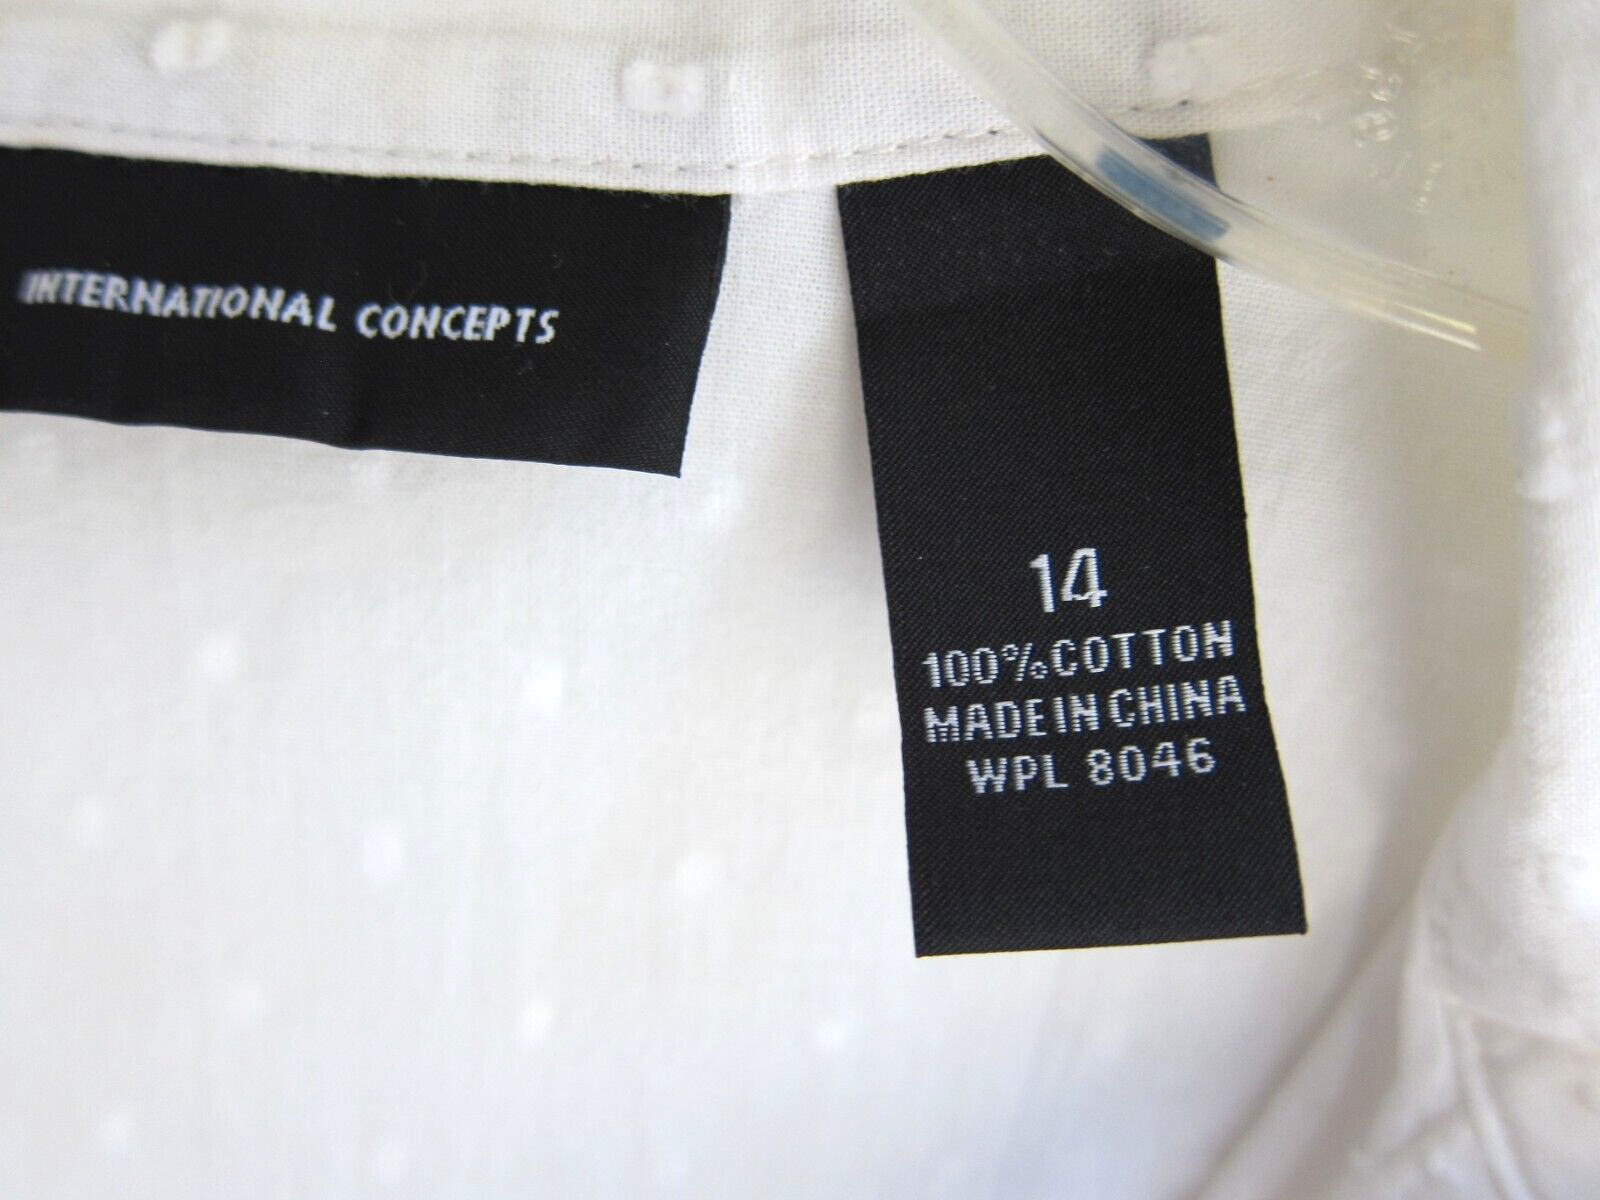 INTERNATIONAL CONCEPTS
14
100% COTTON
MADE IN CHINA
WPL 8046